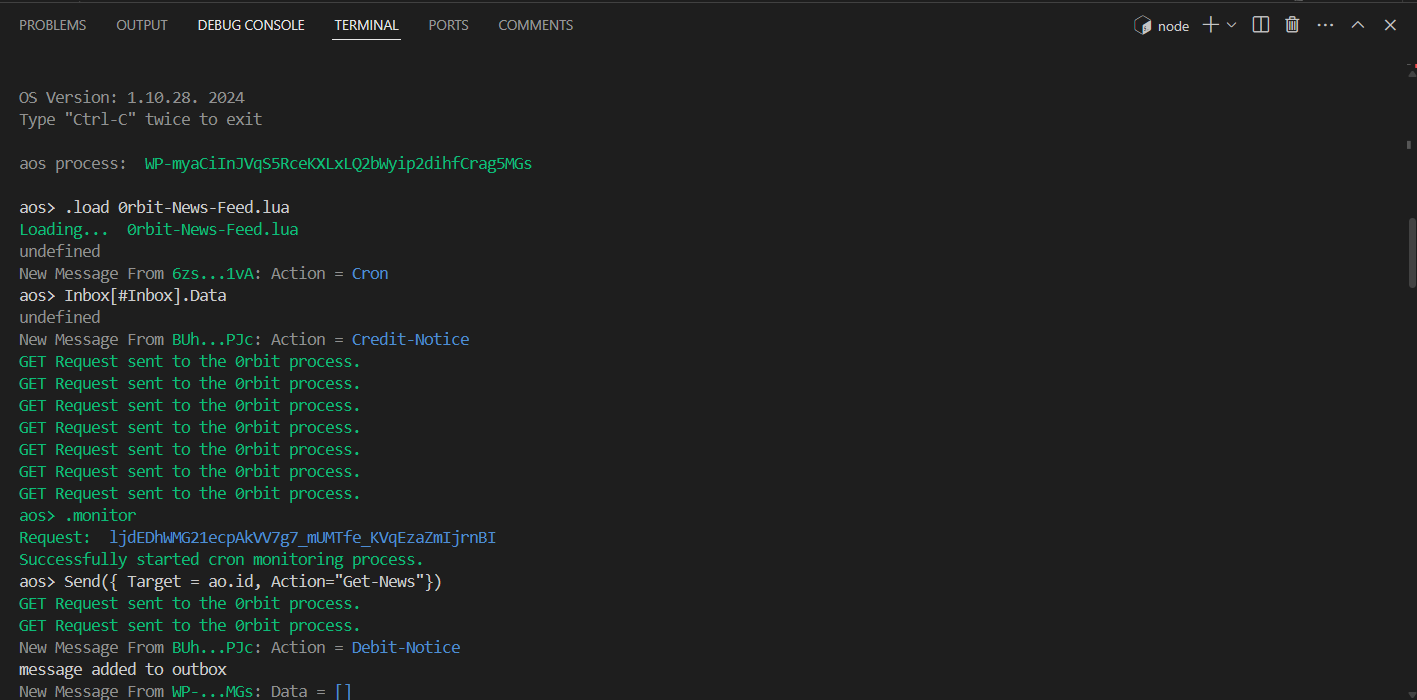 PROBLEMS OUTPUT DEBUG CONSOLE TERMINAL PORTS COMMENTS node
OS Version: 1.10.28. 2024
Type "Ctrl-C" twice to exit
aos process:  WP-myaCiInJVqS5RceKXLxLQ2bWyip2dihfCrag5MGs
aos> .load 0rbit-News-Feed.lua
Loading...  0rbit-News-Feed.lua
undefined
New Message From 6zs...1vA: Action = Cron
aos> Inbox[#Inbox].Data
undefined
New Message From BUh...PJc: Action = Credit-Notice
GET Request sent to the 0rbit process.
GET Request sent to the 0rbit process.
GET Request sent to the 0rbit process.
GET Request sent to the 0rbit process.
GET Request sent to the 0rbit process.
GET Request sent to the 0rbit process.
GET Request sent to the 0rbit process.
aos> .monitor
Request:  ljdEDhWMG21ecpAkVV7g7_mUMTfe_KVqEzaZmIjrnBI
Successfully started cron monitoring process.
aos> Send({ Target = ao.id, Action="Get-News"})
GET Request sent to the 0rbit process.
GET Request sent to the 0rbit process.
New Message From BUh...PJc: Action = Debit-Notice
message added to outbox
New Message From WP-...MGs: Data = []